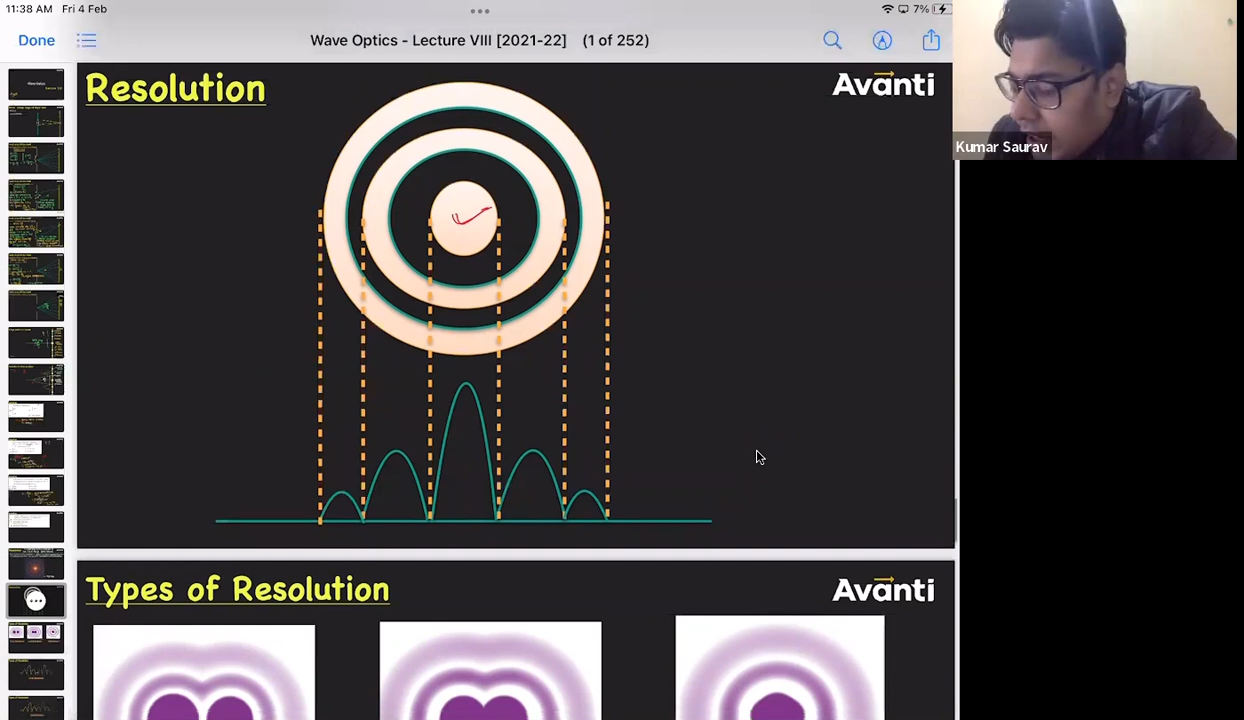 11:38 AM Fri 4 Feb
7%
Done
Wave Optics - Lecture VIII [2021-22] (1 of 252)
Resolution
Avanti
Kumar Saurav
Types of Resolution
Avanti